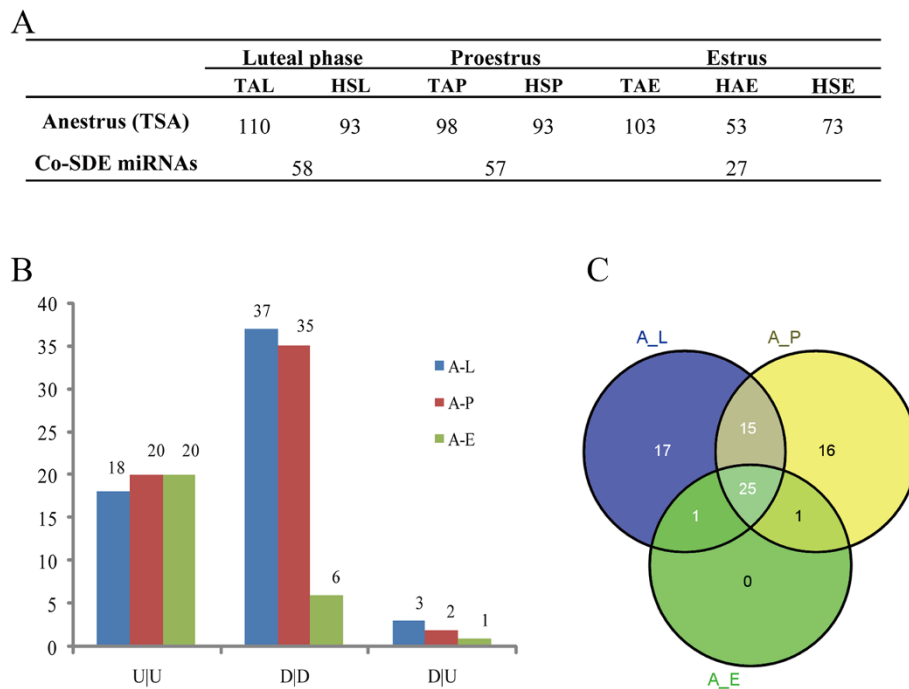 A
Luteal phase Proestrus Estrus
TAL HSL TAP HSP TAE HAE HSE
Anestrus (TSA) 110 93 98 93 103 53 73
Co-SDE miRNAs 58 57 27
B
40
35
30
25
20
15
10
5
0
18 20 20
37 35 6
3 2 1
U|U D|D D|U
A-L
A-P
A-E
C
A_L A_P
15
17 16
25
1 1
0
A_E